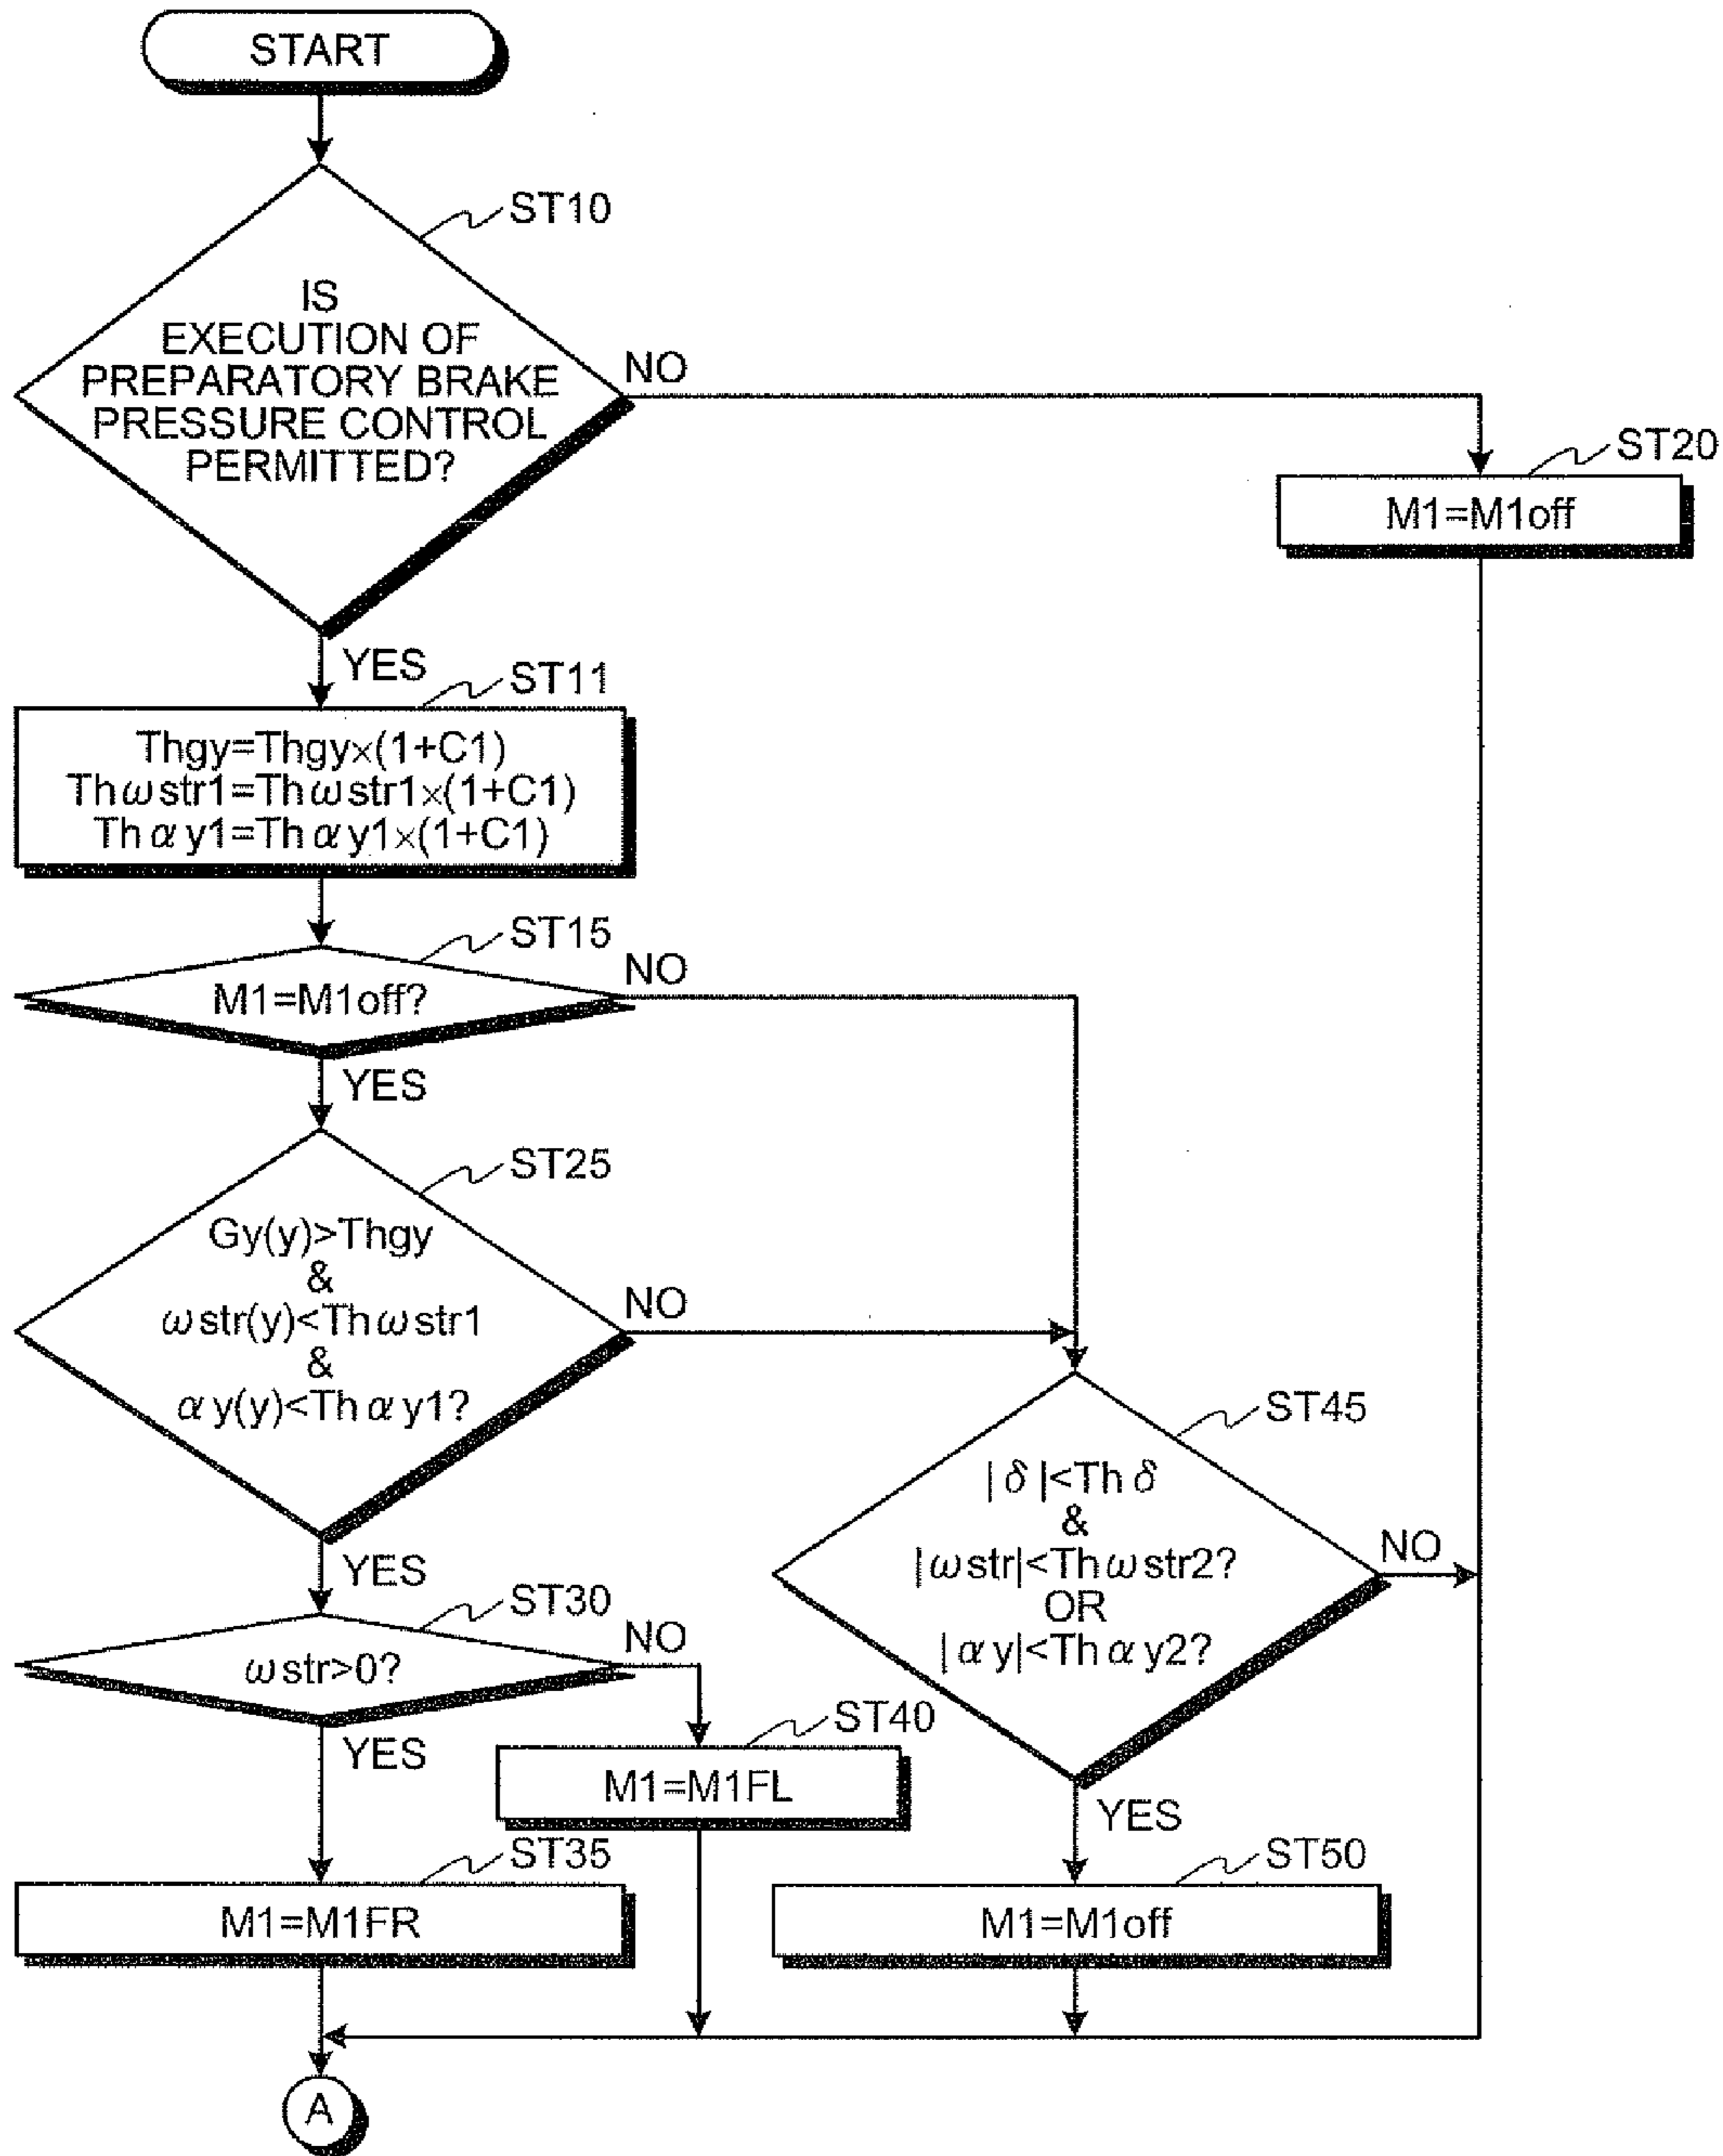 START
ST10
IS
EXECUTION OF
PREPARATORY BRAKE
PRESSURE CONTROL
PERMITTED?
NO
ST20
M1=M1off
YES
ST11
Thgy=Thgy×(1+C1)
Thωstr1=Thωstr1×(1+C1)
Thαy1=Thαy1×(1+C1)
ST15
M1=M1off?
NO
YES
ST25
Gy(y)>Thgy
&
ωstr(y)<Thωstr1
&
αy(y)<Thαy1?
NO
YES
ST45
|δ|<Thδ
&
|ωstr|<Thωstr2?
OR
|αy|<Thαy2?
NO
YES
ST30
ωstr>0?
NO
YES
ST40
M1=M1FL
ST35
M1=M1FR
ST50
M1=M1off
A